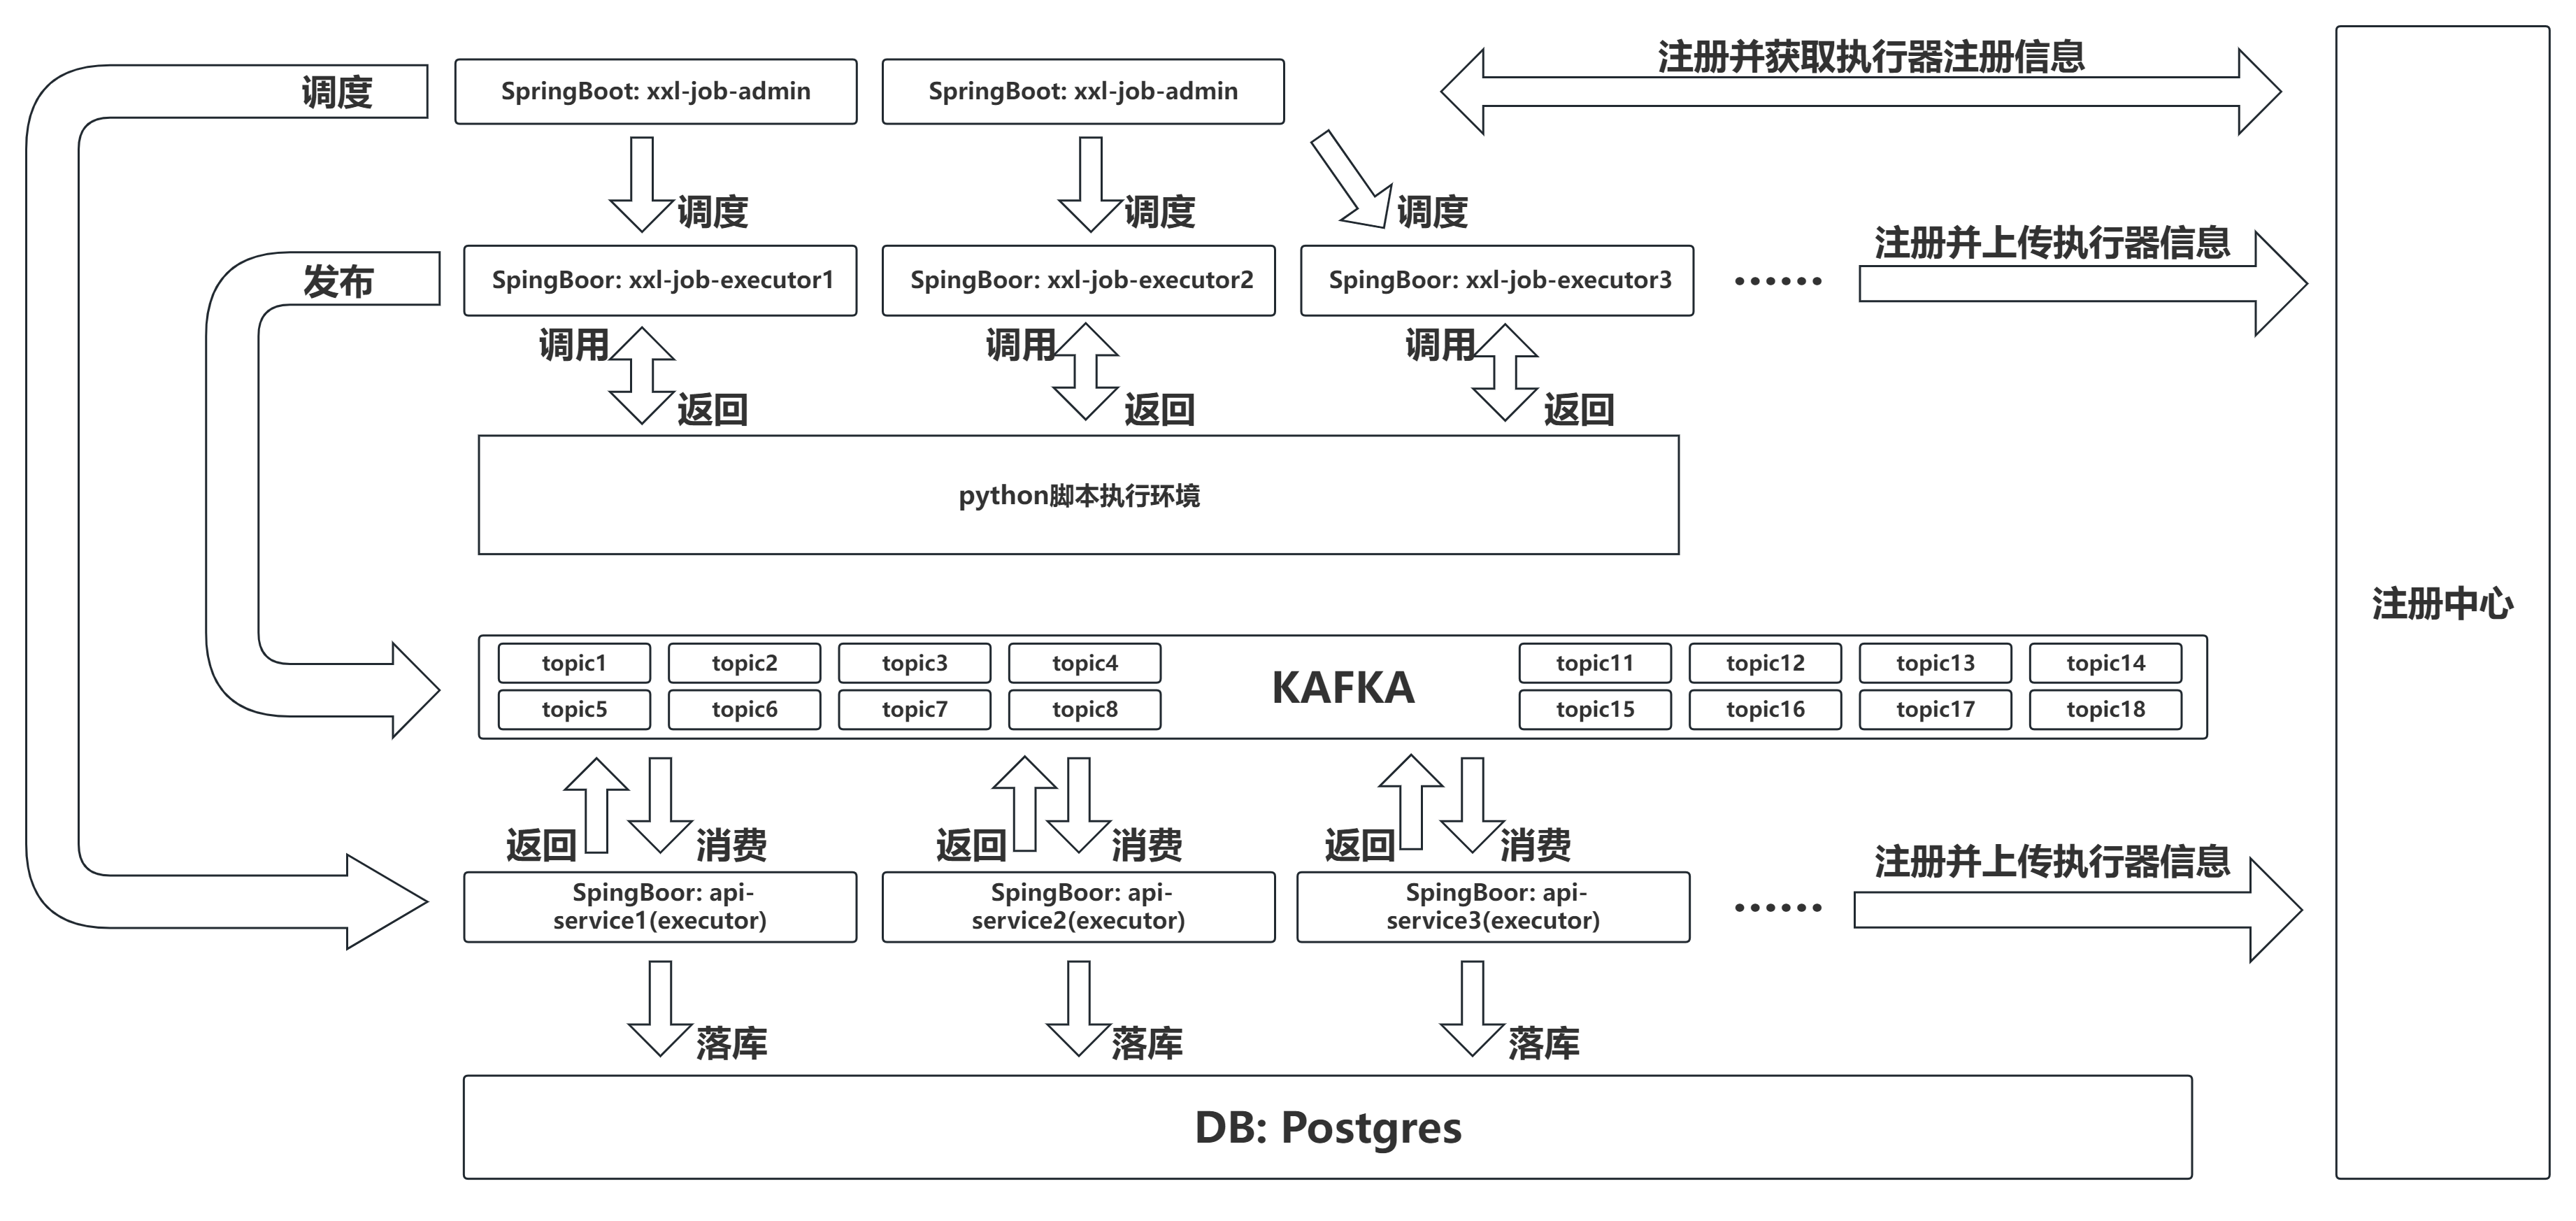 调度
SpringBoot: xxl-job-admin
SpringBoot: xxl-job-admin
注册并获取执行器注册信息
调度
调度
调度
发布
SpingBoor: xxl-job-executor1
SpingBoor: xxl-job-executor2
SpingBoor: xxl-job-executor3
······
注册并上传执行器信息
调用
返回
调用
返回
调用
返回
python脚本执行环境
注册中心
topic1
topic2
topic3
topic4
topic5
topic6
topic7
topic8
KAFKA
topic11
topic12
topic13
topic14
topic15
topic16
topic17
topic18
返回
消费
返回
消费
返回
消费
SpingBoor: api-
service1(executor)
SpingBoor: api-
service2(executor)
SpingBoor: api-
service3(executor)
······
注册并上传执行器信息
落库
落库
落库
DB: Postgres